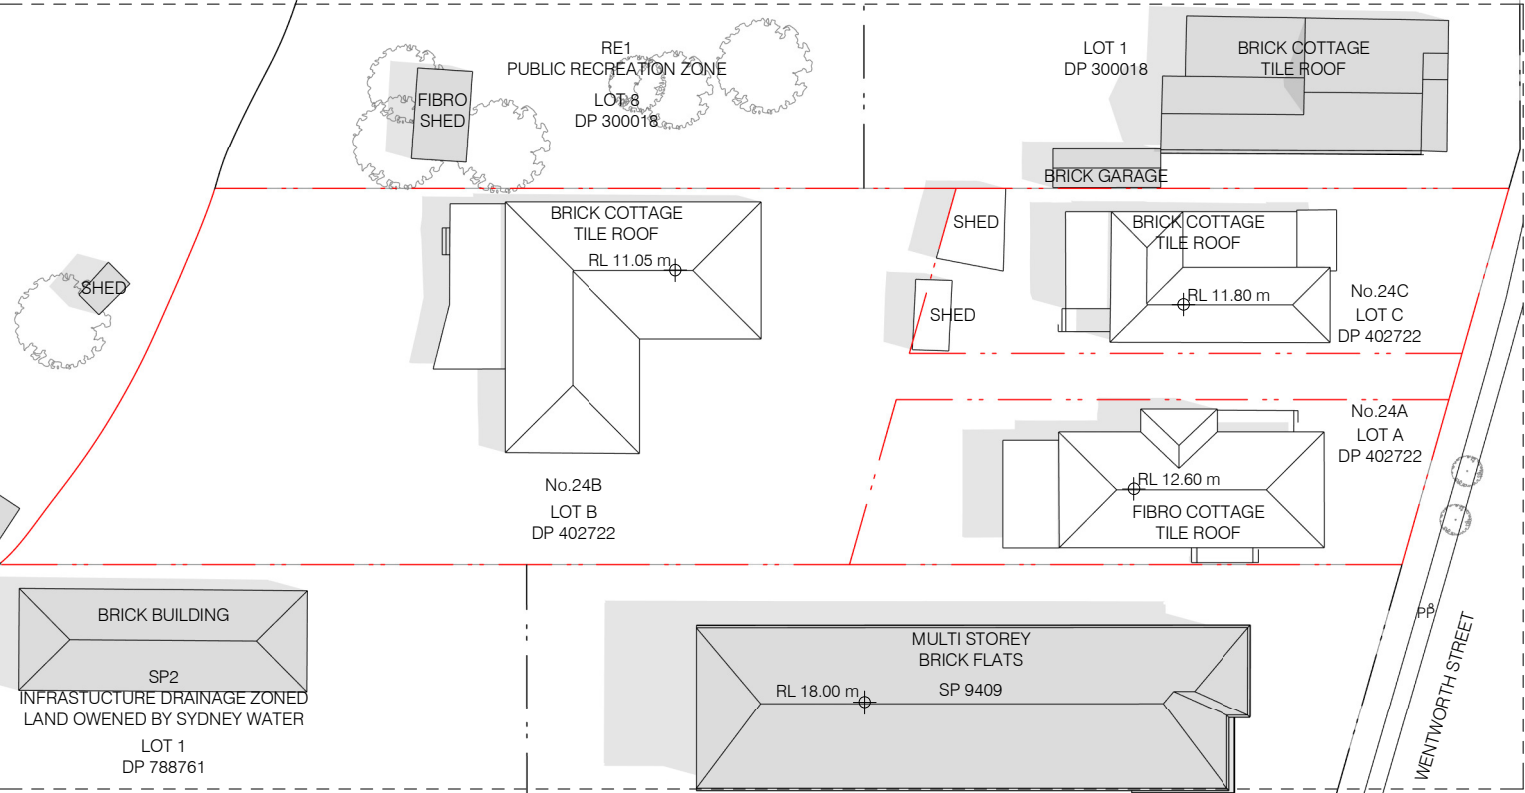 RE1
PUBLIC RECREATION ZONE
LOT 8
DP 300018
FIBRO
SHED
LOT 1
DP 300018
BRICK COTTAGE
TILE ROOF
BRICK GARAGE
BRICK COTTAGE
TILE ROOF
RL 11.05 m
SHED
SHED
SHED
BRICK COTTAGE
TILE ROOF
RL 11.80 m
No.24C
LOT C
DP 402722
No.24A
LOT A
DP 402722
RL 12.60 m
FIBRO COTTAGE
TILE ROOF
No.24B
LOT B
DP 402722
BRICK BUILDING
SP2
INFRASTUCTURE DRAINAGE ZONED
LAND OWENED BY SYDNEY WATER
LOT 1
DP 788761
MULTI STOREY
BRICK FLATS
RL 18.00 m
SP 9409
PP
WENTWORTH STREET